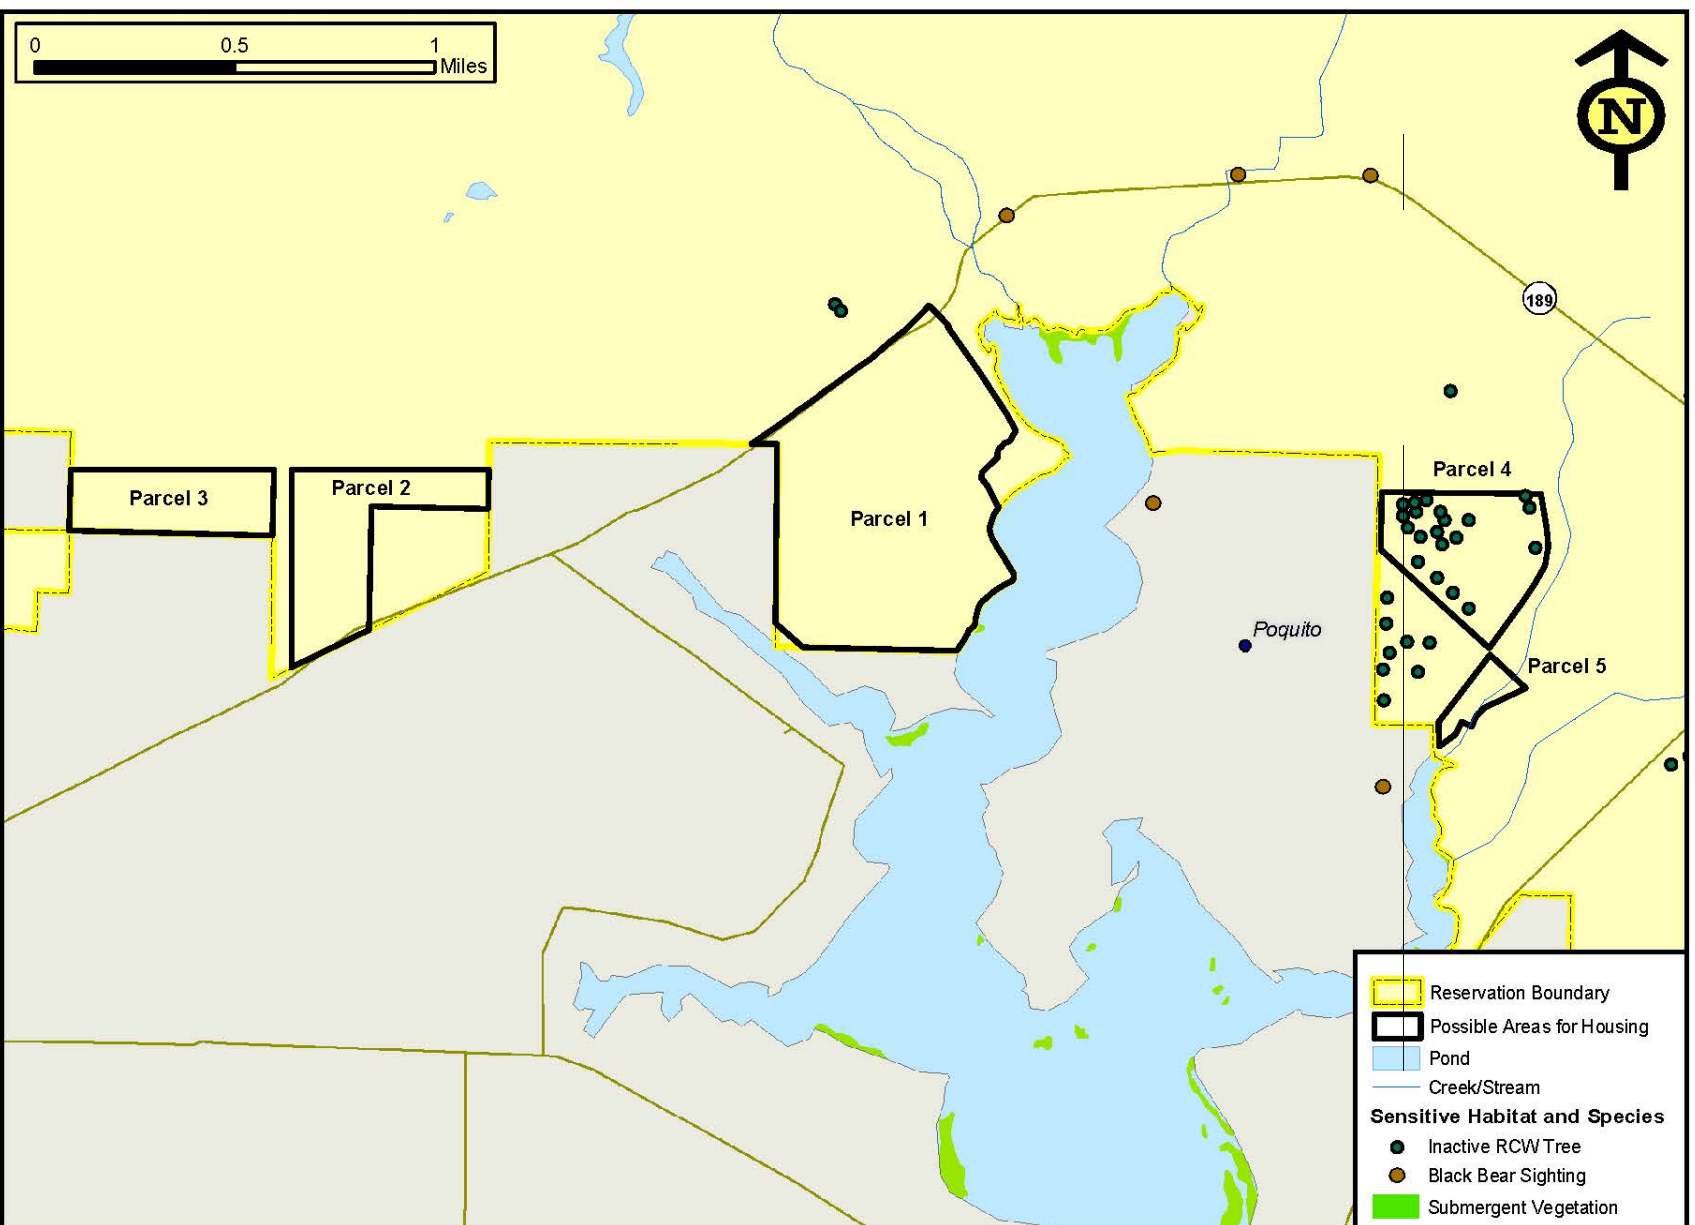 0 0.5 1
Miles
N
189
Parcel 4
Parcel 3
Parcel 2
Parcel 1
Poquito
Parcel 5
Reservation Boundary
Possible Areas for Housing
Pond
Creek/Stream
Sensitive Habitat and Species
Inactive RCW Tree
Black Bear Sighting
Submergent Vegetation